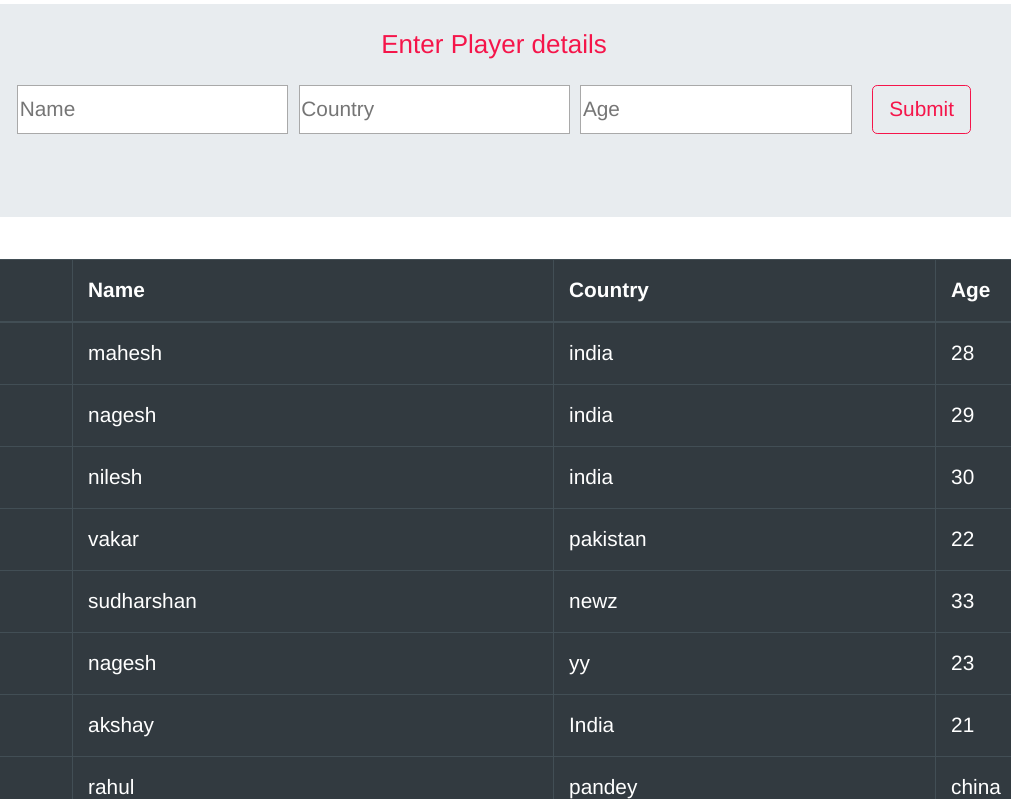 Enter Player details
Name Country Age Submit
Name Country Age
mahesh india 28
nagesh india 29
nilesh india 30
vakar pakistan 22
sudharshan newz 33
nagesh yy 23
akshay India 21
rahul pandey china